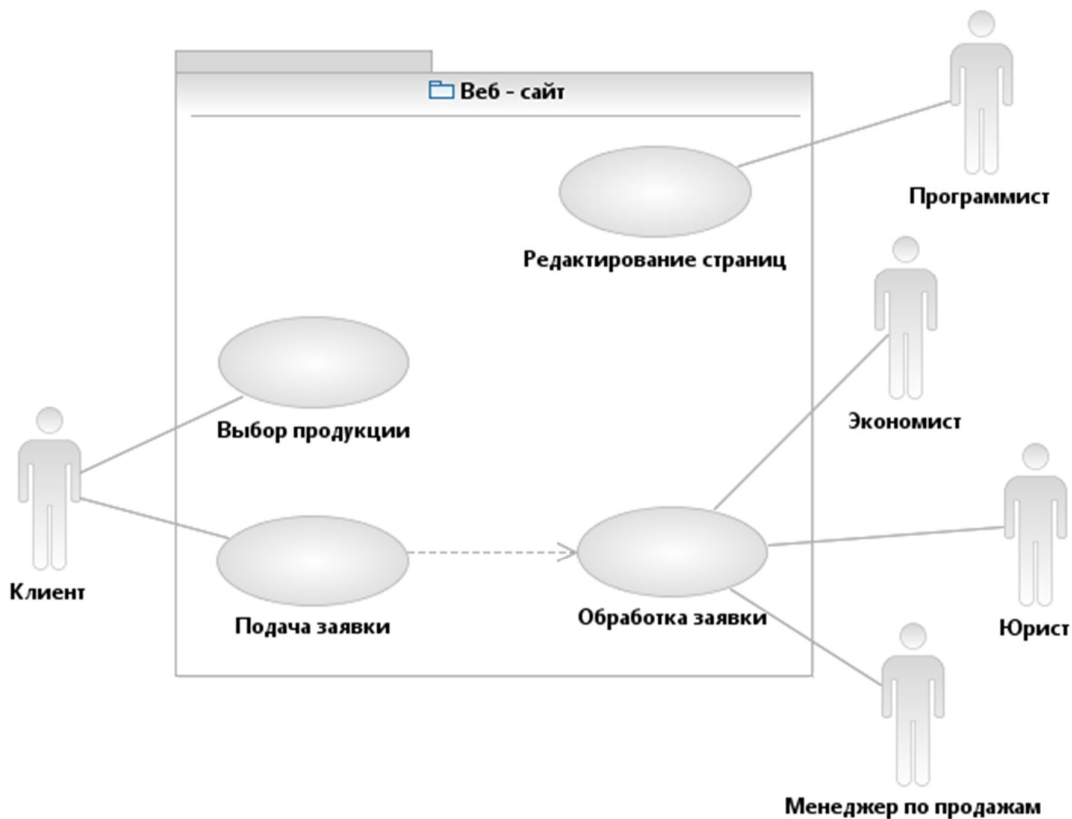 Веб - сайт
Программист
Редактирование страниц
Экономист
Выбор продукции
Клиент
Подача заявки
Обработка заявки
Юрист
Менеджер по продажам